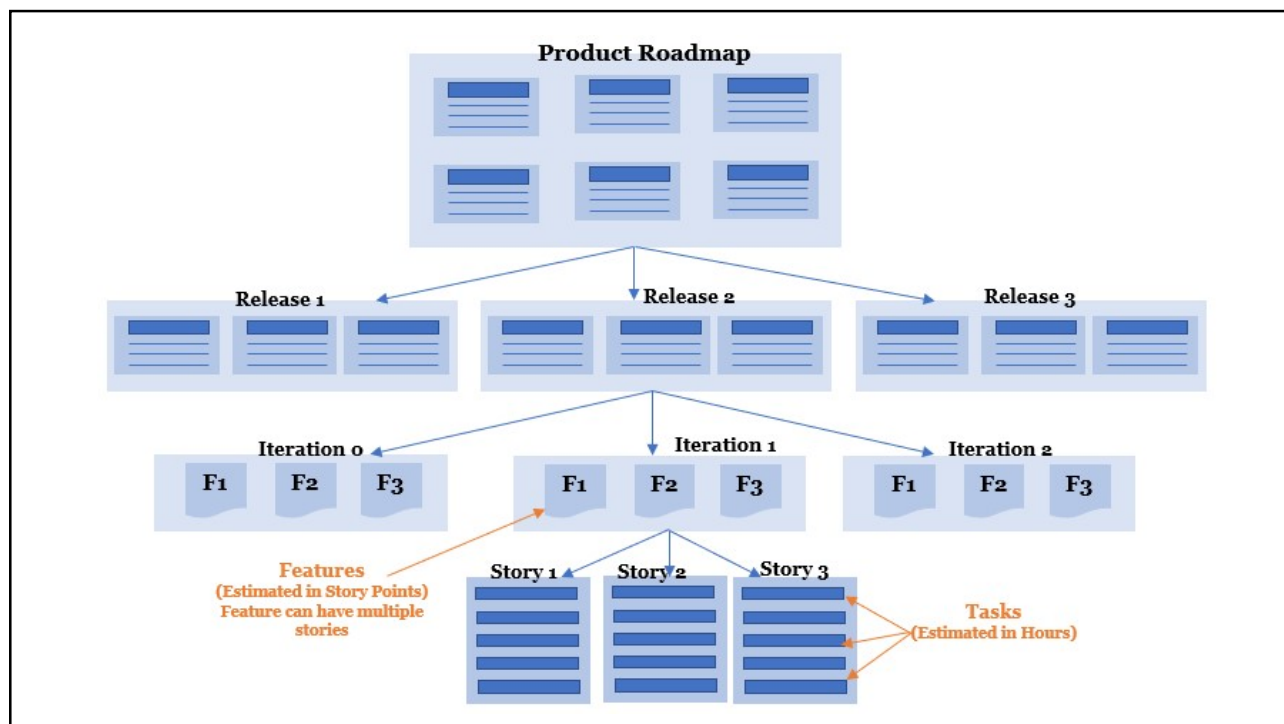 Product Roadmap
Release 1
Release 2
Release 3
Iteration 0
Iteration 1
Iteration 2
F1
F2
F3
F1
F2
F3
F1
F2
F3
Features
(Estimated in Story Points)
Feature can have multiple
stories
Story 1
Story 2
Story 3
Tasks
(Estimated in Hours)